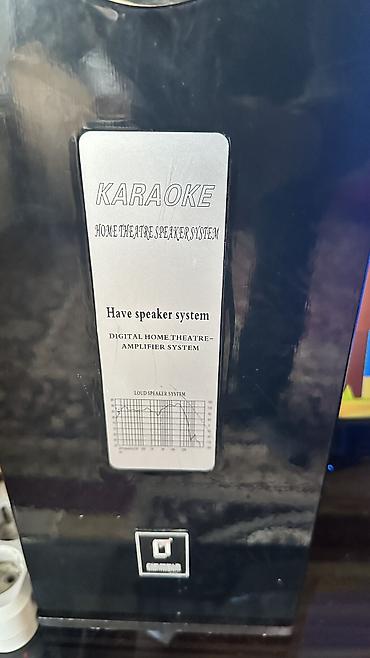 KARAOKE
HOME THEATRE SPEAKER SYSTEM
Have speaker system
DIGITAL HOME THEATRE-
AMPLIFIER SYSTEM
LOUD SPEAKER SYSTEM